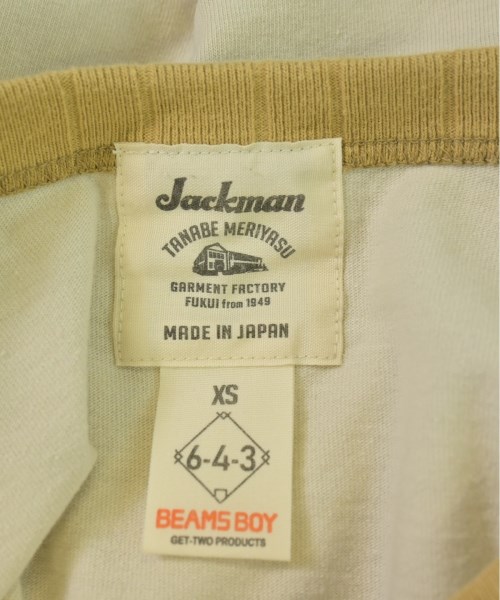 Jackman
TANABE MERIYASU
GARMENT FACTORY
FUKUI from 1949
MADE IN JAPAN
XS
6-4-3
BEAMS BOY
GET-TWO PRODUCTS